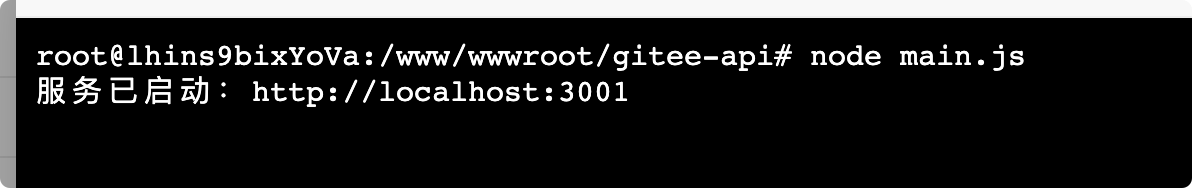 root@lhins9bixYoVa:/www/wwwroot/gitee-api# node main.js
服务已启动： http://localhost:3001